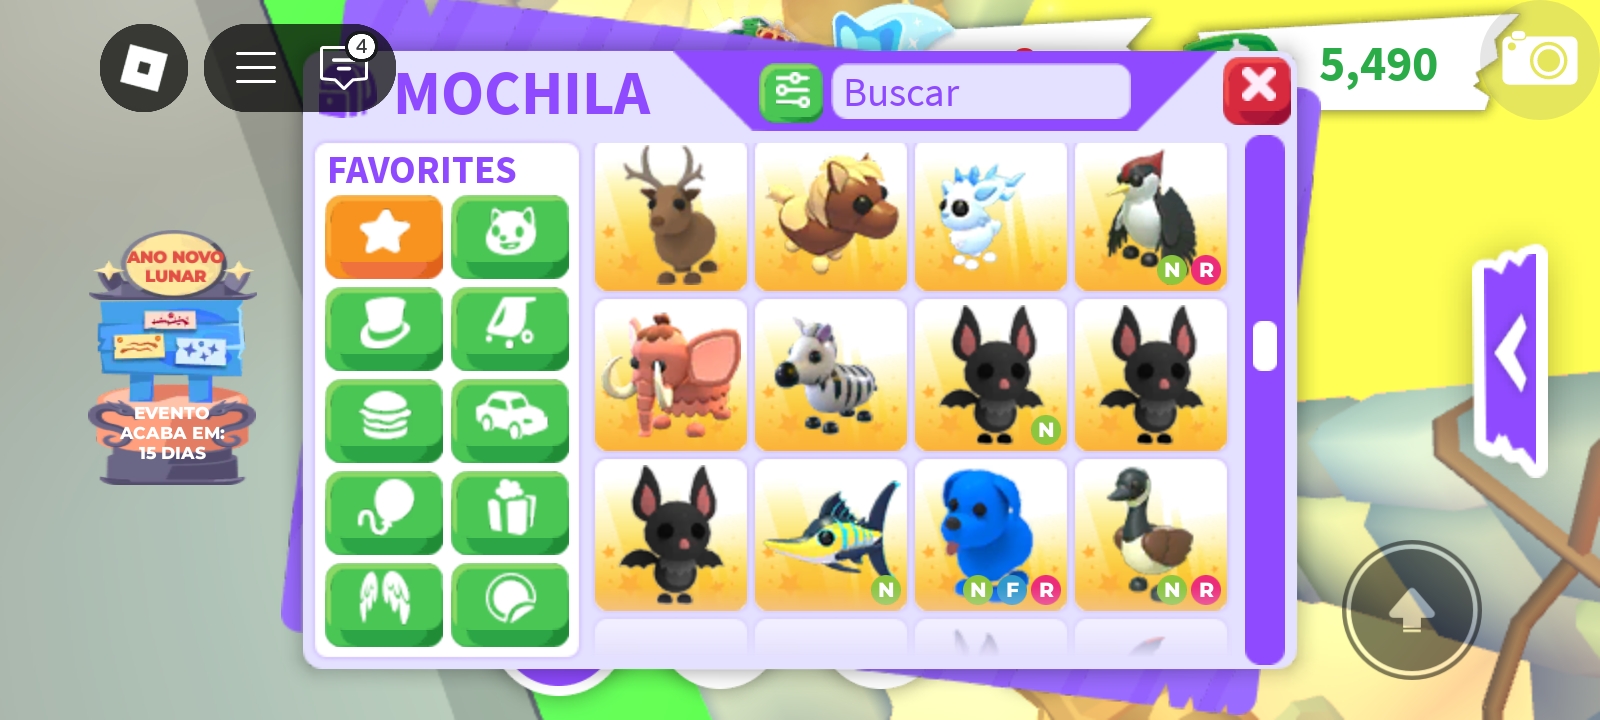 4
MOCHILA
Buscar
5,490
FAVORITES
ANO NOVO
LUNAR
EVENTO
ACABA EM:
15 DIAS
N R
N
N
N F R
N R